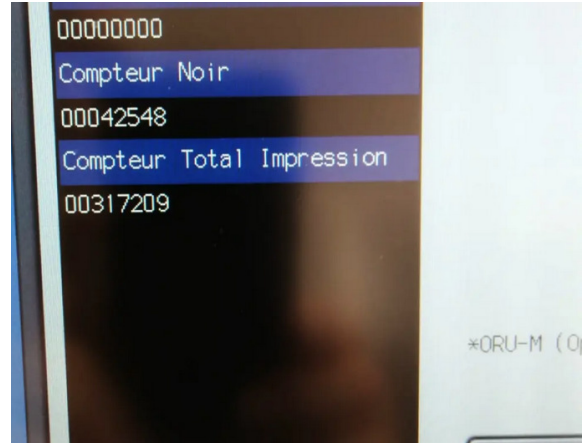 00000000
Compteur Noir
00042548
Compteur Total Impression
00317209
*ORU-M